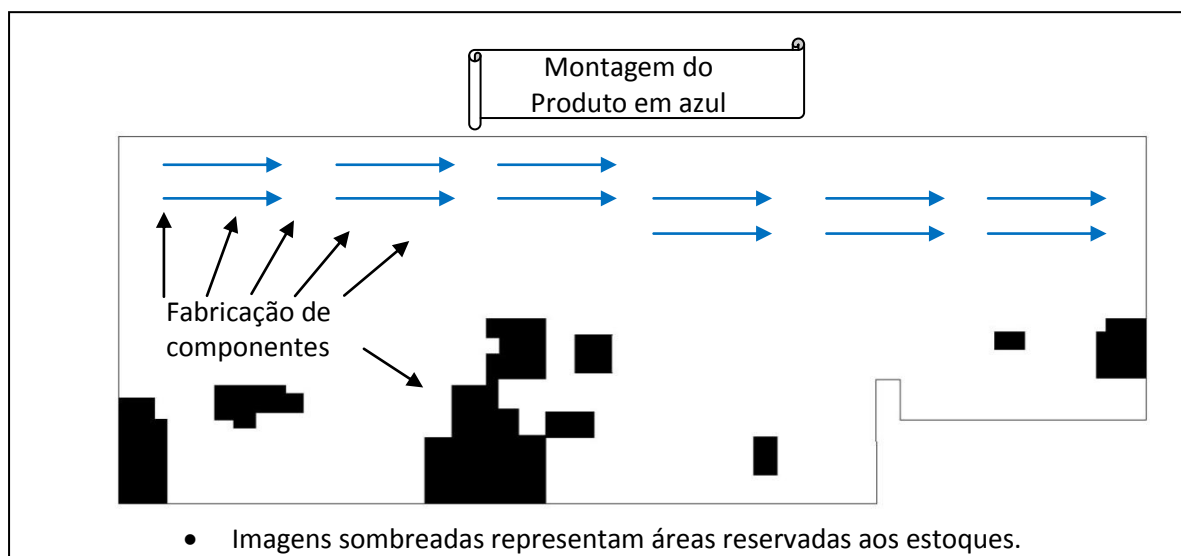 Montagem do
Produto em azul
Fabricação de
componentes
• Imagens sombreadas representam áreas reservadas aos estoques.